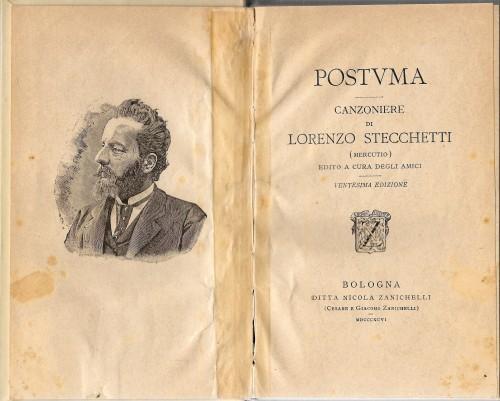 POSTVMA
CANZONIERE
DI
LORENZO STECCHETTI
(MERCUTIO)
EDITO A CURA DEGLI AMICI
VENTESIMA EDIZIONE
BOLOGNA
DITTA NICOLA ZANICHELLI
(CESARE E GIACOMO ZANICHELLI)
MDCCCXCVI